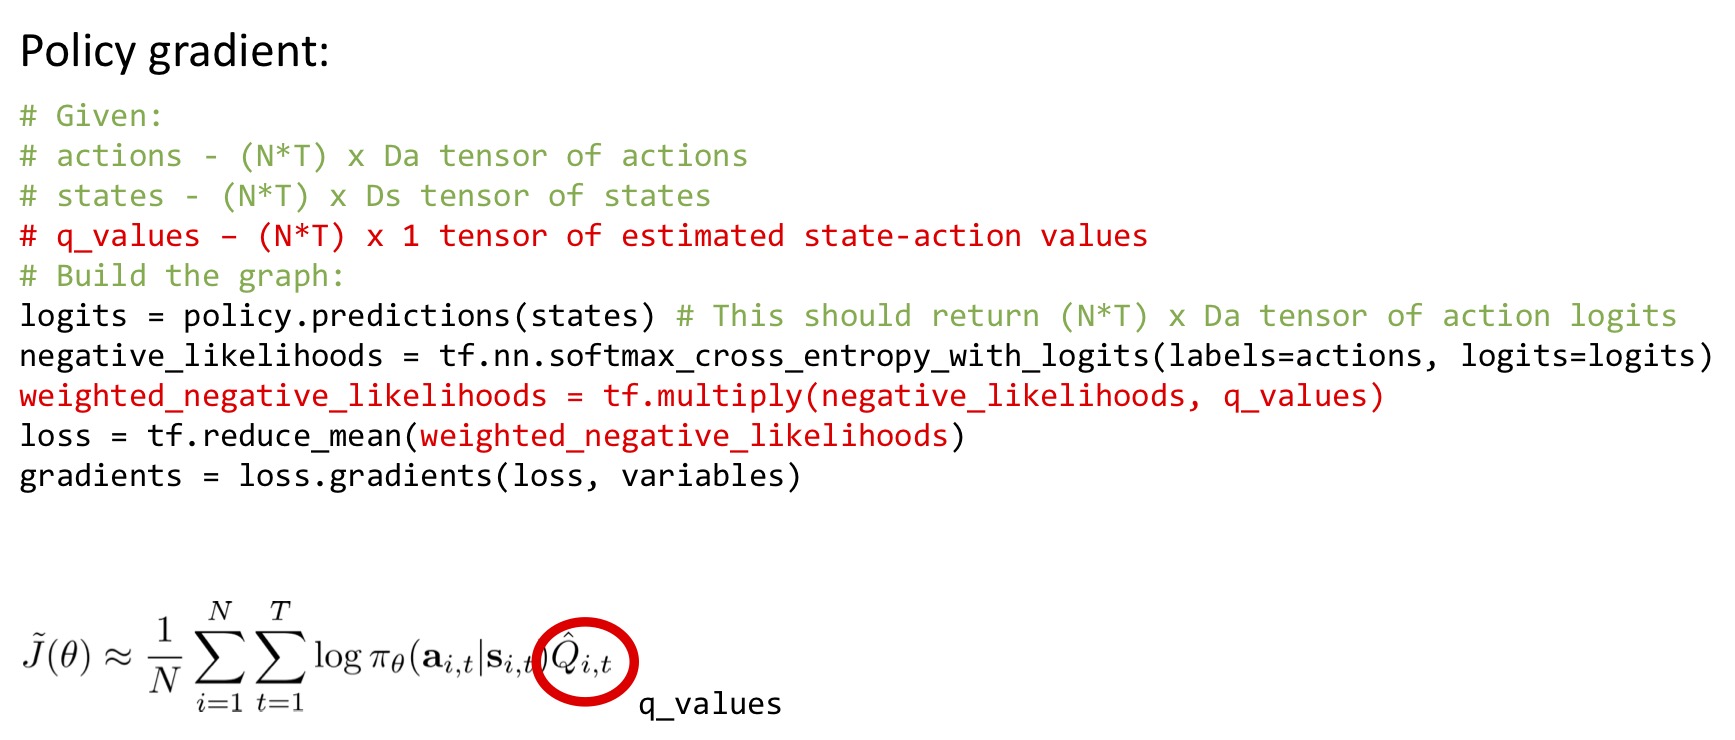 Policy gradient:
# Given:
# actions - (N*T) x Da tensor of actions
# states - (N*T) x Ds tensor of states
# q_values – (N*T) x 1 tensor of estimated state-action values
# Build the graph:
logits = policy.predictions(states) # This should return (N*T) x Da tensor of action logits
negative_likelihoods = tf.nn.softmax_cross_entropy_with_logits(labels=actions, logits=logits)
weighted_negative_likelihoods = tf.multiply(negative_likelihoods, q_values)
loss = tf.reduce_mean(weighted_negative_likelihoods)
gradients = loss.gradients(loss, variables)
$\tilde{J}(\theta) \approx \frac{1}{N} \sum_{i=1}^{N} \sum_{t=1}^{T} \log \pi_\theta(\mathbf{a}_{i,t}|\mathbf{s}_{i,t}) \hat{Q}_{i,t}$
q_values